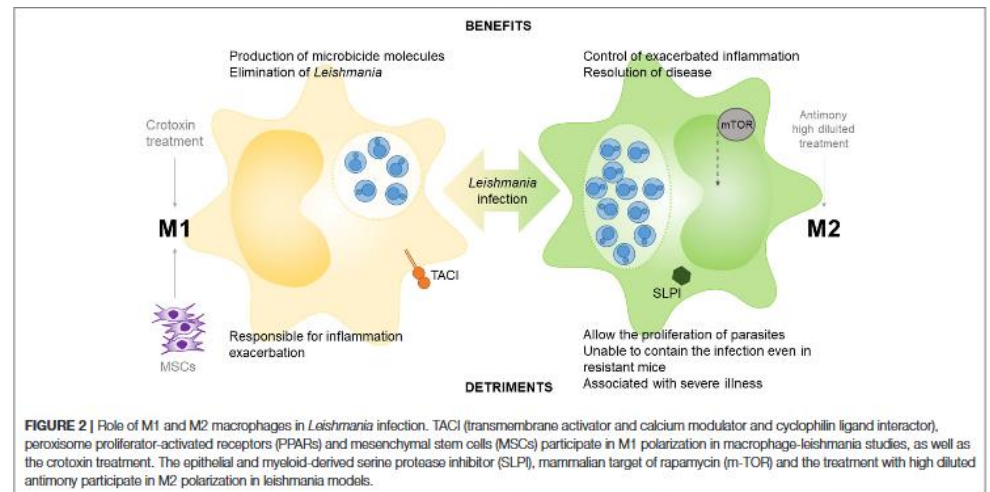 BENEFITS
Production of microbicide molecules
Elimination of Leishmania
Control of exacerbated inflammation
Resolution of disease
Crotoxin
treatment
mTOR
Antimony
high diluted
treatment
Leishmania
infection
M1
M2
TACI
SLPI
MSCs
Responsible for inflammation
exacerbation
Allow the proliferation of parasites
Unable to contain the infection even in
resistant mice
Associated with severe illness
DETRIMENTS
FIGURE 2 | Role of M1 and M2 macrophages in Leishmania infection. TACI (transmembrane activator and calcium modulator and cyclophilin ligand interactor),
peroxisome proliferator-activated receptors (PPARs) and mesenchymal stem cells (MSCs) participate in M1 polarization in macrophage-leishmania studies, as well as
the crotoxin treatment. The epithelial and myeloid-derived serine protease inhibitor (SLPI), mammalian target of rapamycin (m-TOR) and the treatment with high diluted
antimony participate in M2 polarization in leishmania models.